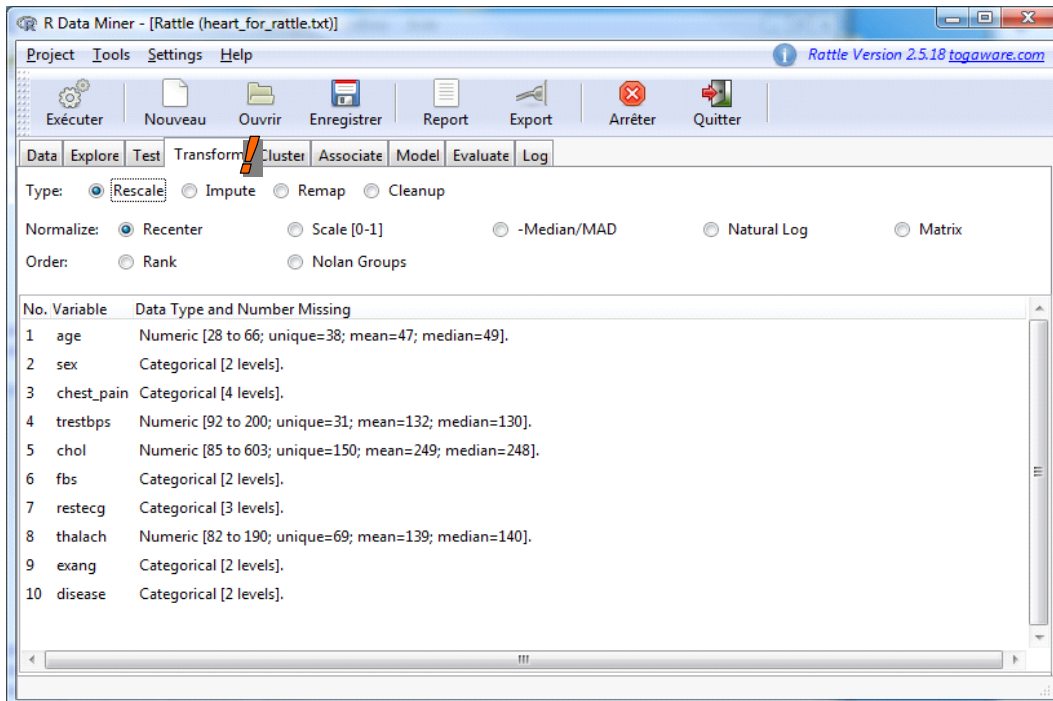 R Data Miner - [Rattle (heart_for_rattle.txt)]
Project Tools Settings Help
Rattle Version 2.5.18 togaware.com
Exécuter Nouveau Ouvrir Enregistrer Report Export Arrêter Quitter
Data Explore Test Transform Cluster Associate Model Evaluate Log
Type: Rescale Impute Remap Cleanup
Normalize: Recenter Scale [0-1] -Median/MAD Natural Log Matrix
Order: Rank Nolan Groups
No. Variable Data Type and Number Missing
1 age Numeric [28 to 66; unique=38; mean=47; median=49].
2 sex Categorical [2 levels].
3 chest_pain Categorical [4 levels].
4 trestbps Numeric [92 to 200; unique=31; mean=132; median=130].
5 chol Numeric [85 to 603; unique=150; mean=249; median=248].
6 fbs Categorical [2 levels].
7 restecg Categorical [3 levels].
8 thalach Numeric [82 to 190; unique=69; mean=139; median=140].
9 exang Categorical [2 levels].
10 disease Categorical [2 levels].